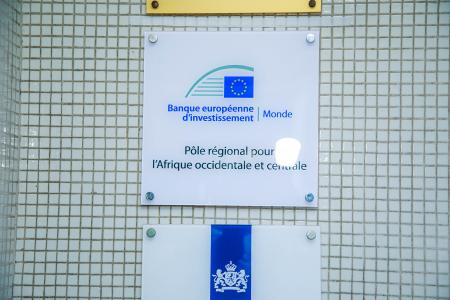 Banque européenne
d'investissement | Monde
Pôle régional pour
l'Afrique occidentale et centrale